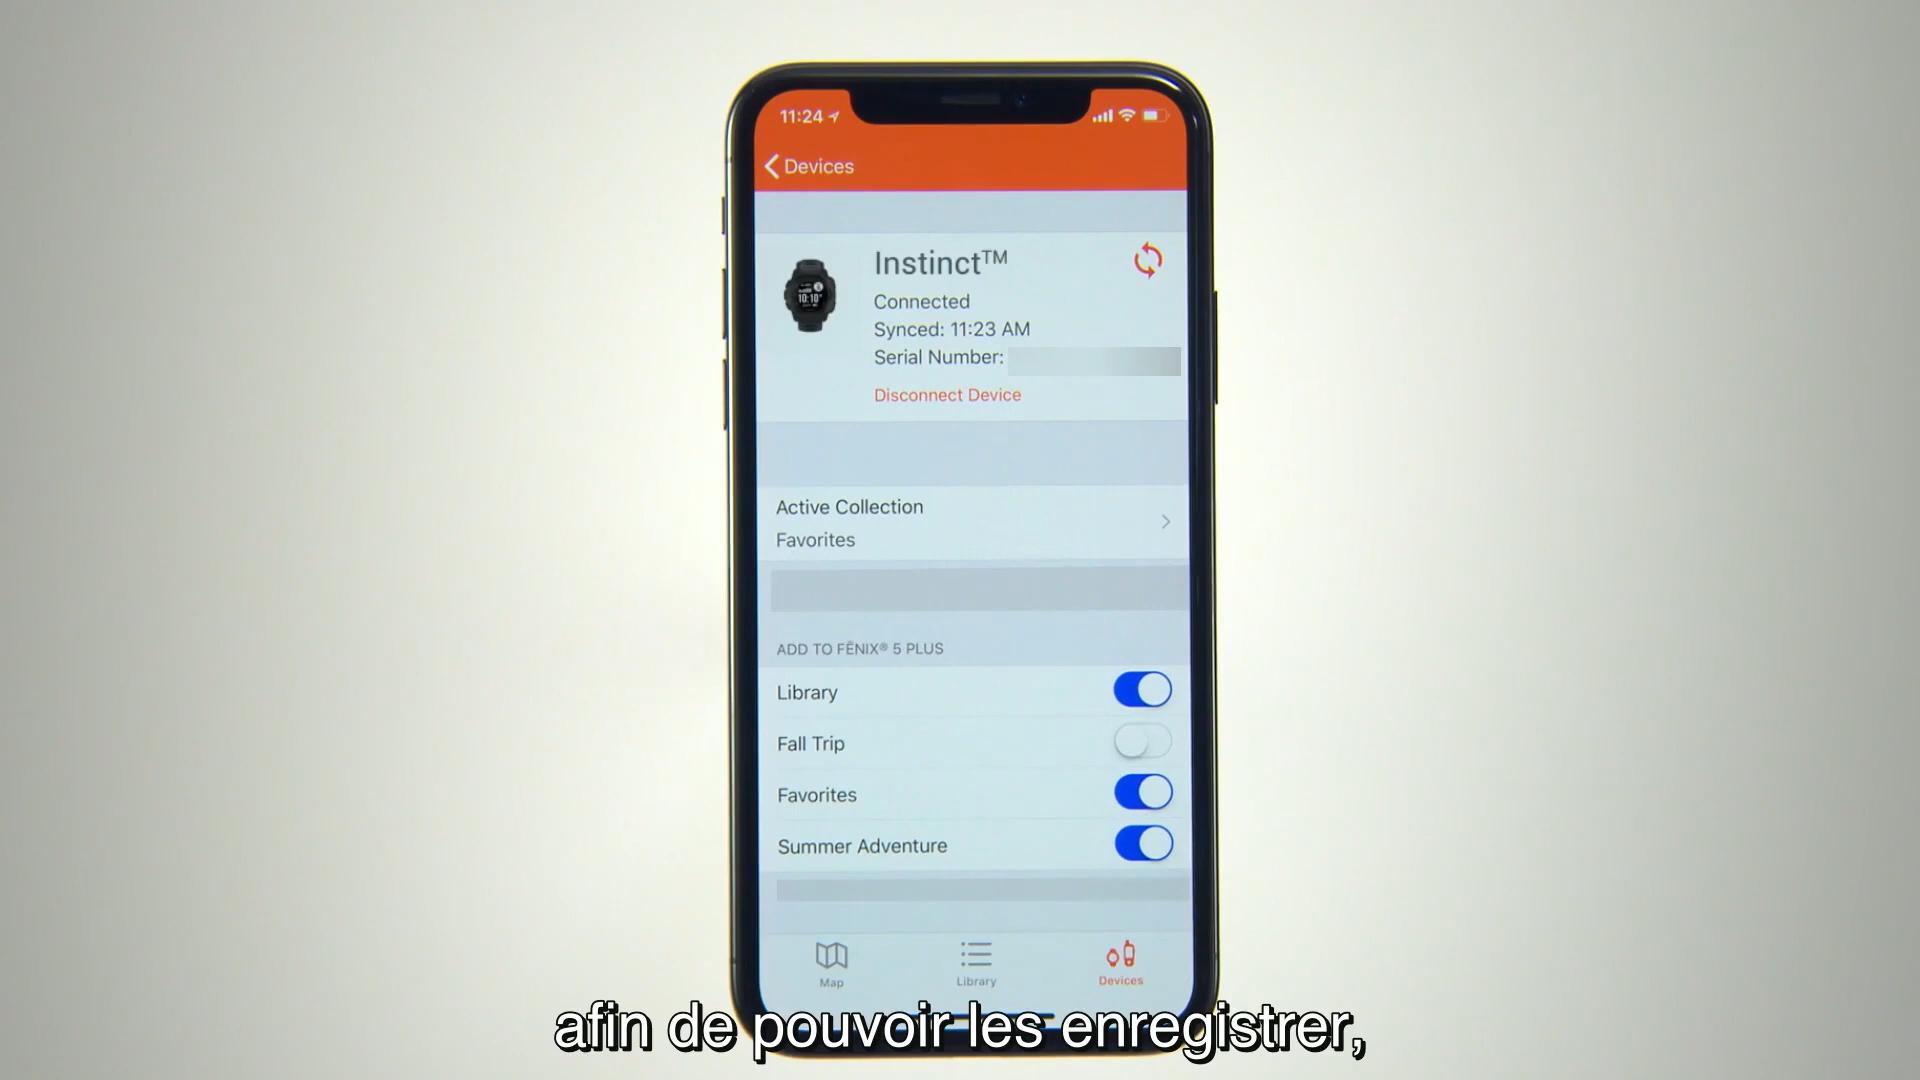 11:24
Devices
Instinct™
Connected
Synced: 11:23 AM
Serial Number:
Disconnect Device
Active Collection
Favorites
ADD TO FĒNIX® 5 PLUS
Library
Fall Trip
Favorites
Summer Adventure
Map
Library
Devices
afin de pouvoir les enregistrer,